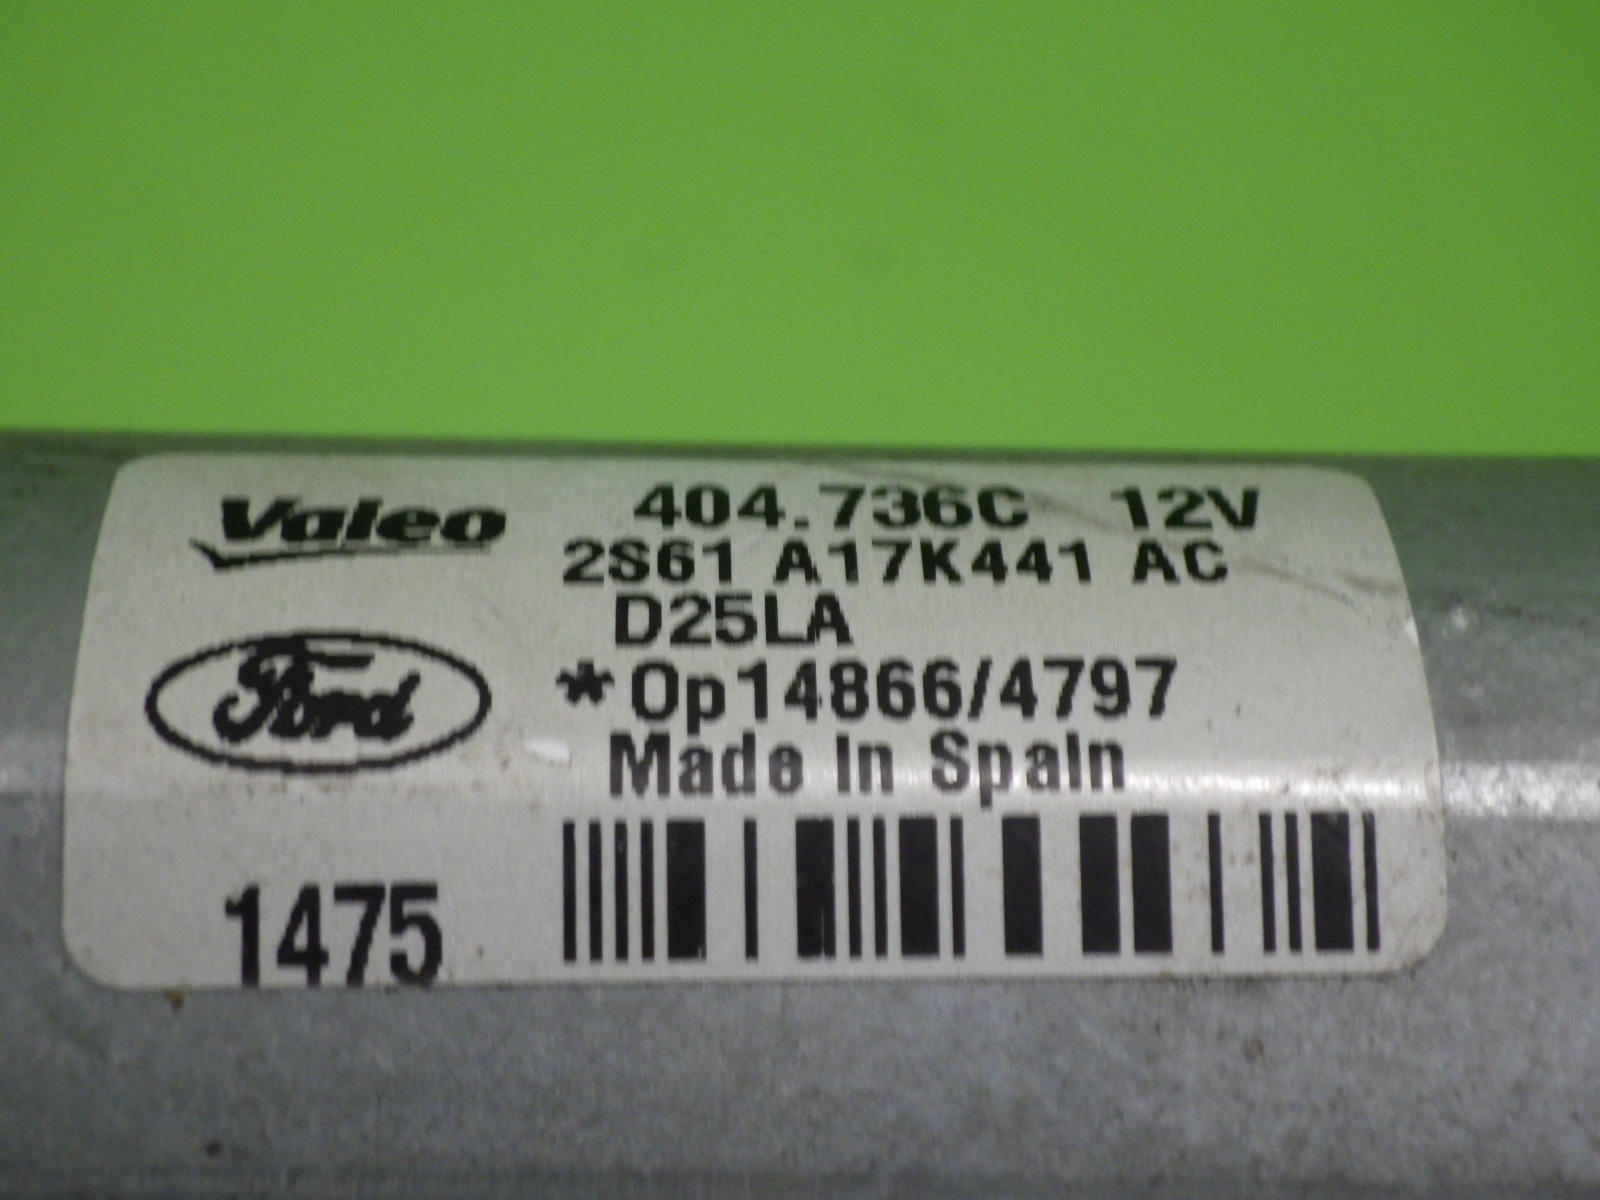 Valeo 404.736C 12V
2S61 A17K441 AC
D25LA
Ford *Op14866/4797
Made in Spain
1475